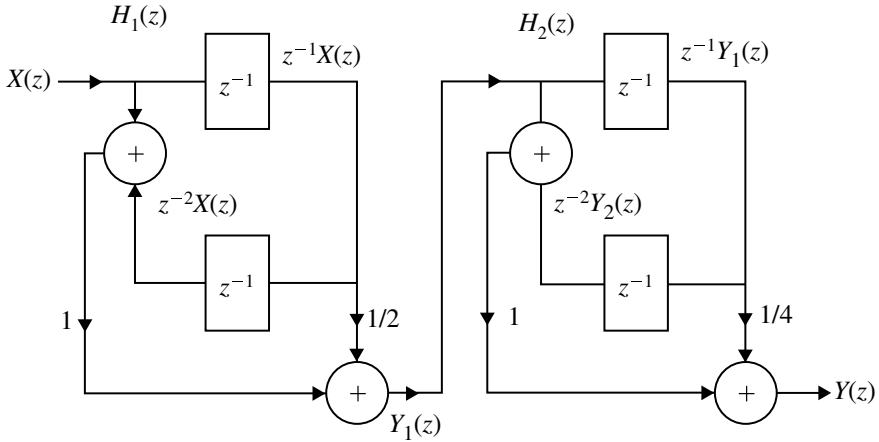 H₁(z)
H₂(z)
z⁻¹X(z)
z⁻¹Y₁(z)
X(z)
z⁻¹
z⁻¹
+
+
z⁻²X(z)
z⁻²Y₂(z)
z⁻¹
z⁻¹
1
1/2
1
1/4
+
+
Y(z)
Y₁(z)